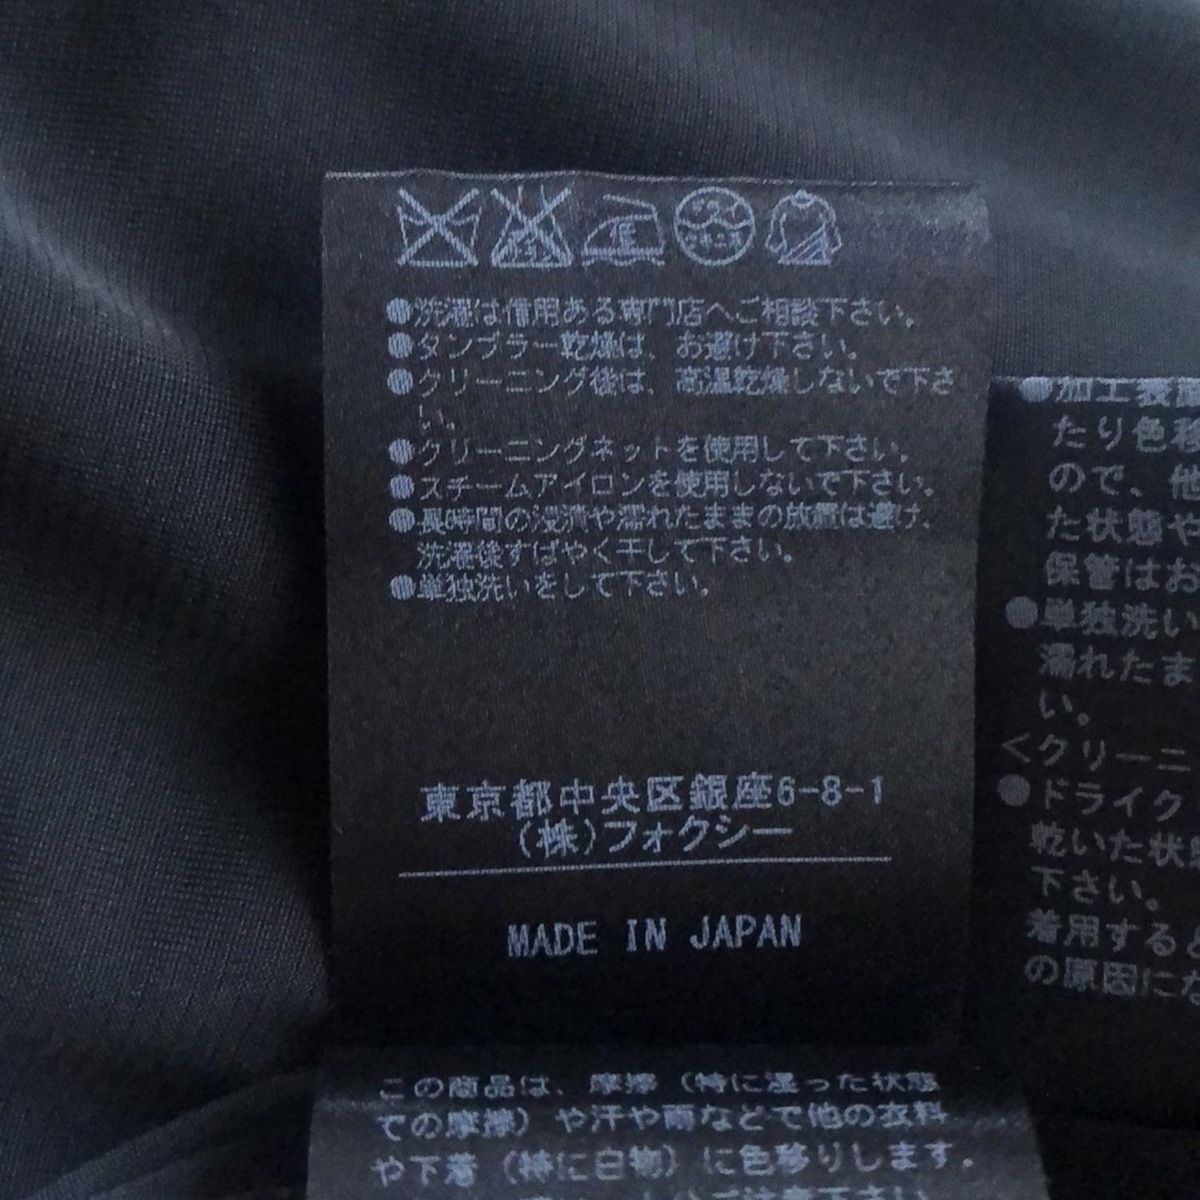 ●洗濯は信用ある専門店へご相談下さい。
●タンブラー乾燥は、お避け下さい。
●クリーニング後は、高温乾燥しないで下さ
い。
●クリーニングネットを使用して下さい。
●スチームアイロンを使用しないで下さい。
●長時間の浸漬や濡れたままの放置は避け、
洗濯後すばやく干して下さい。
●単独洗いをして下さい。
東京都中央区銀座6-8-1
(株)フォクシー
MADE IN JAPAN
●加工表
たり色移
ので、他
た状態や
保管はお
●単独洗い
濡れたま
い。
<クリーニ
●ドライク
乾いた状
下さい。
着用する
の原因にな
この商品は、摩擦(特に湿った状態
での摩擦)や汗や雨などで他の衣料
や下着(特に白物)に色移りします。